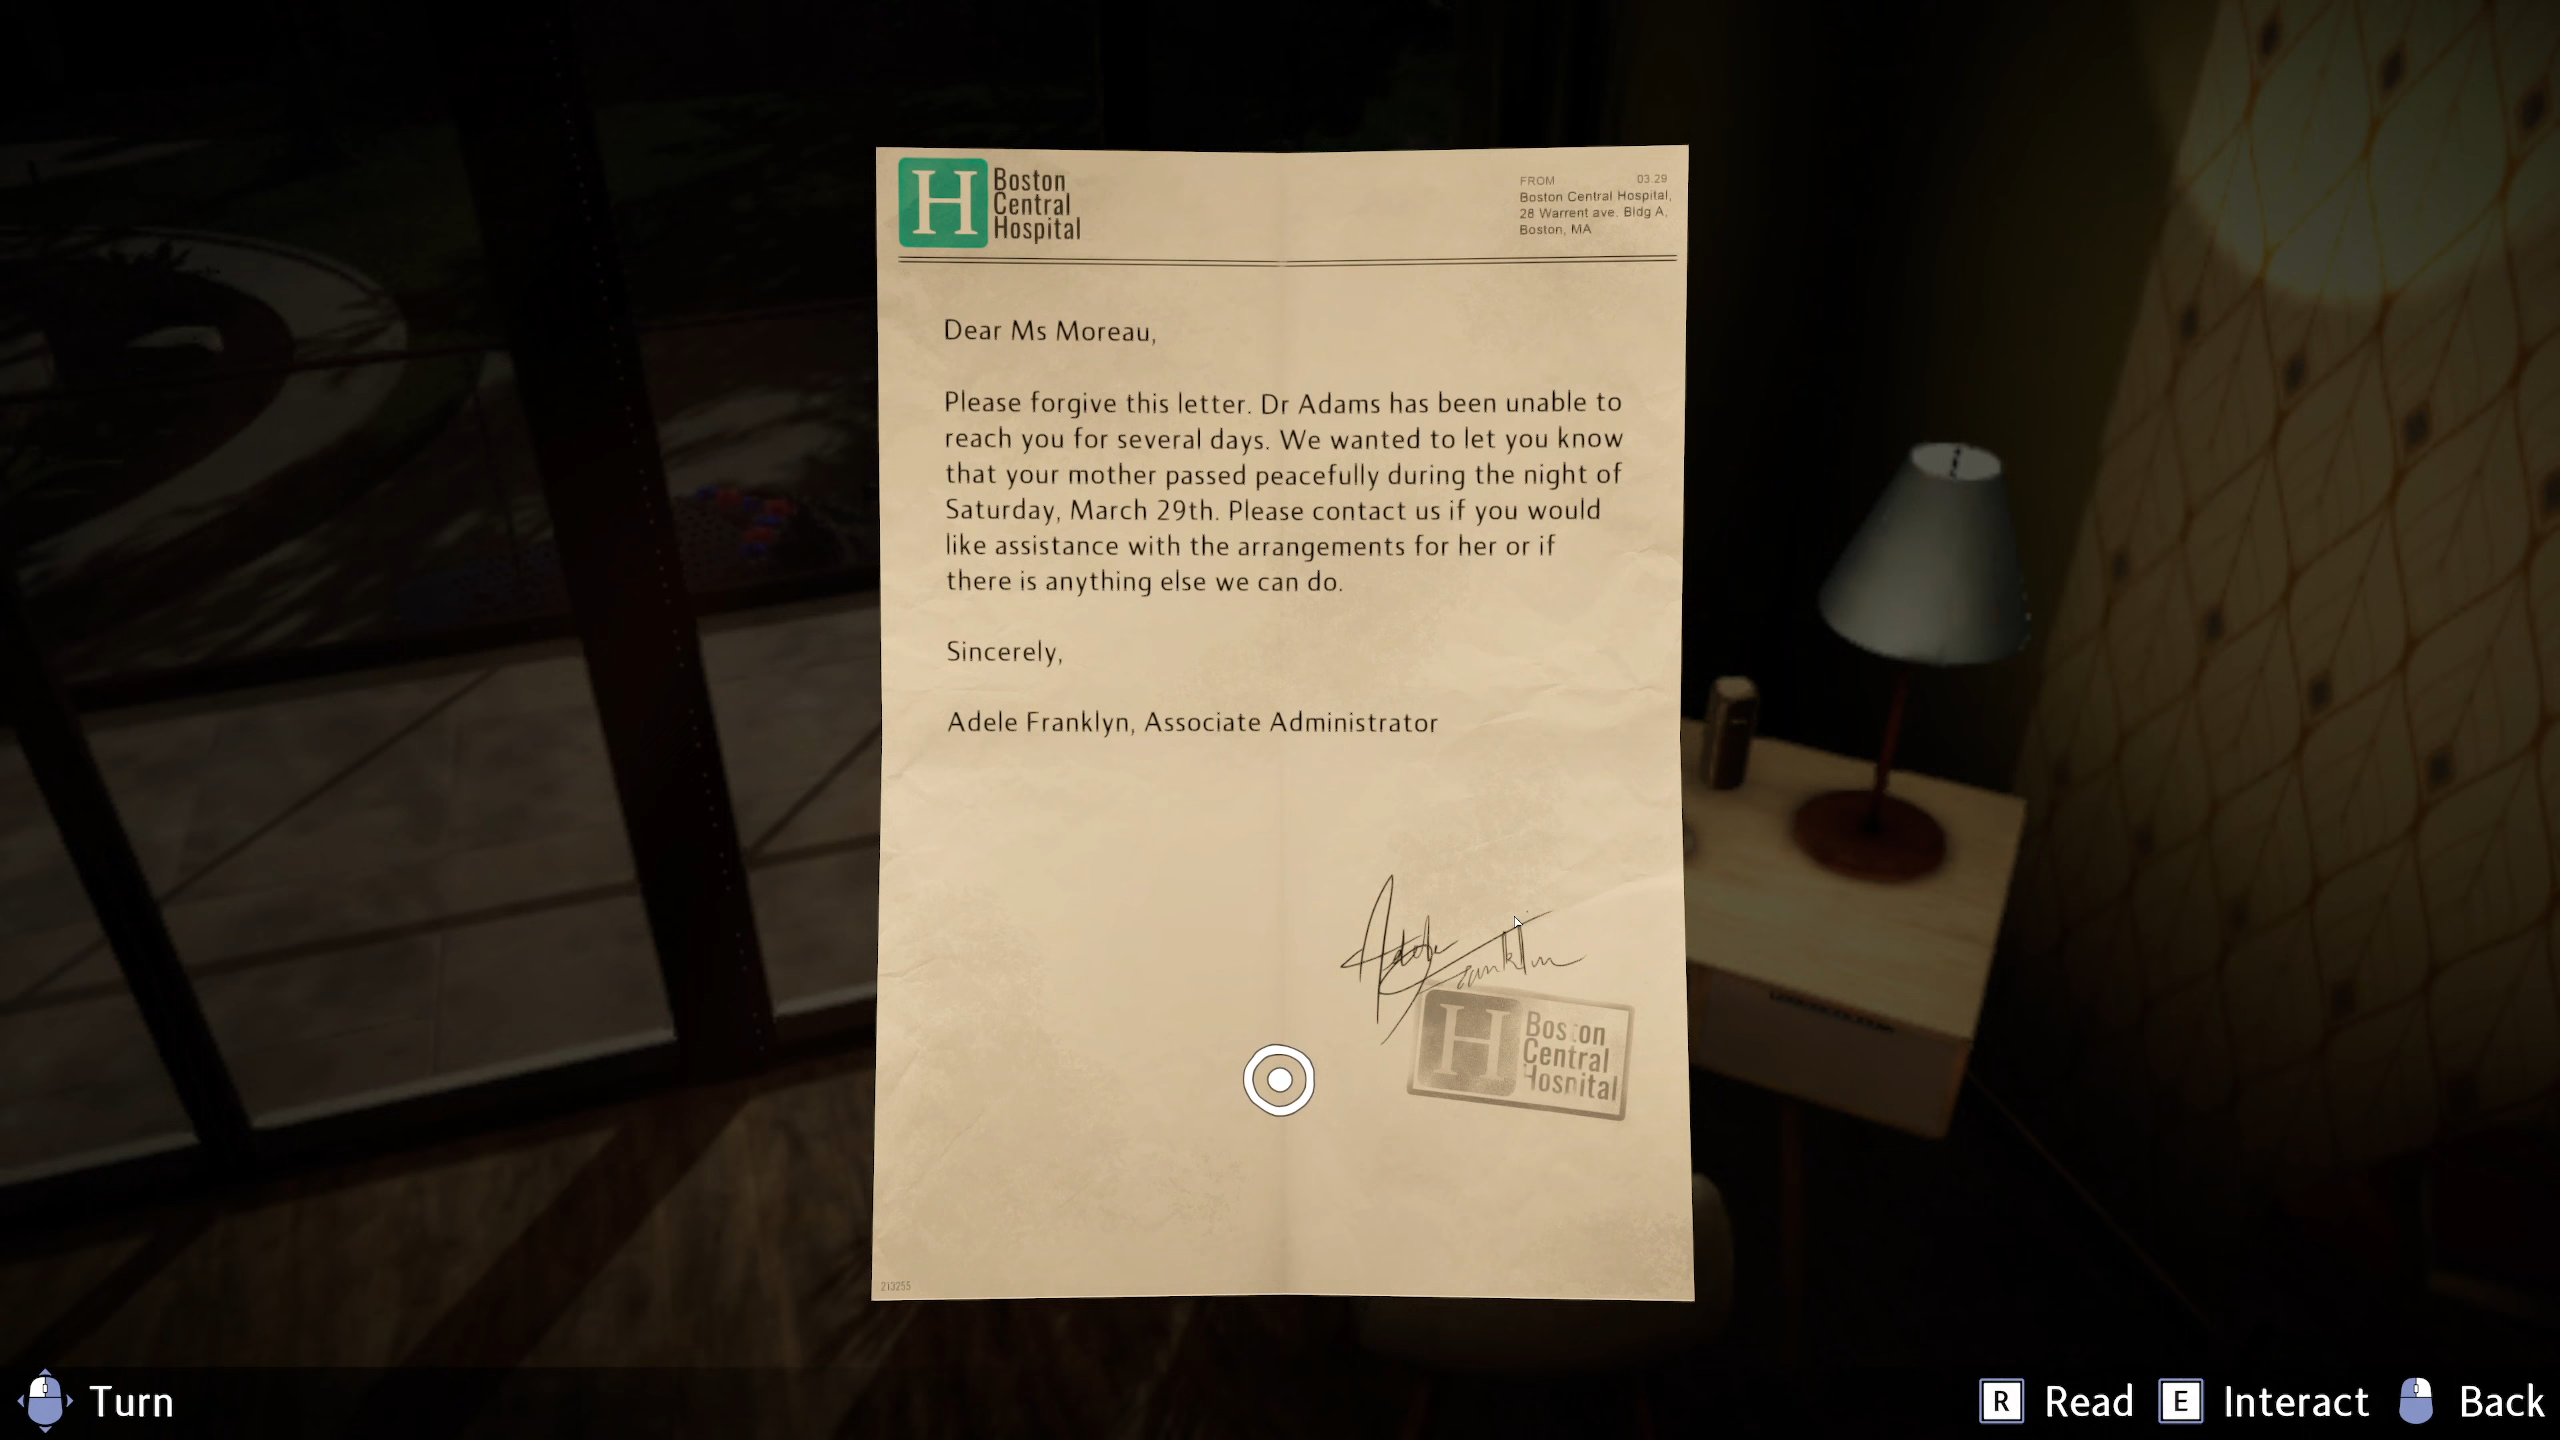 H Boston
Central
Hospital
FROM 03.29
Boston Central Hospital,
28 Warrent ave. Bldg A,
Boston, MA
Dear Ms Moreau,
Please forgive this letter. Dr Adams has been unable to
reach you for several days. We wanted to let you know
that your mother passed peacefully during the night of
Saturday, March 29th. Please contact us if you would
like assistance with the arrangements for her or if
there is anything else we can do.
Sincerely,
Adele Franklyn, Associate Administrator
H Boston
Central
Hospital
213255
Turn
R Read E Interact Back